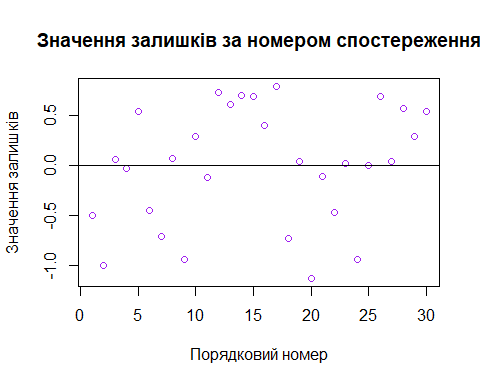 Значення залишків за номером спостереження
Значення залишків
0.5
0.0
-0.5
-1.0
0 5 10 15 20 25 30
Порядковий номер